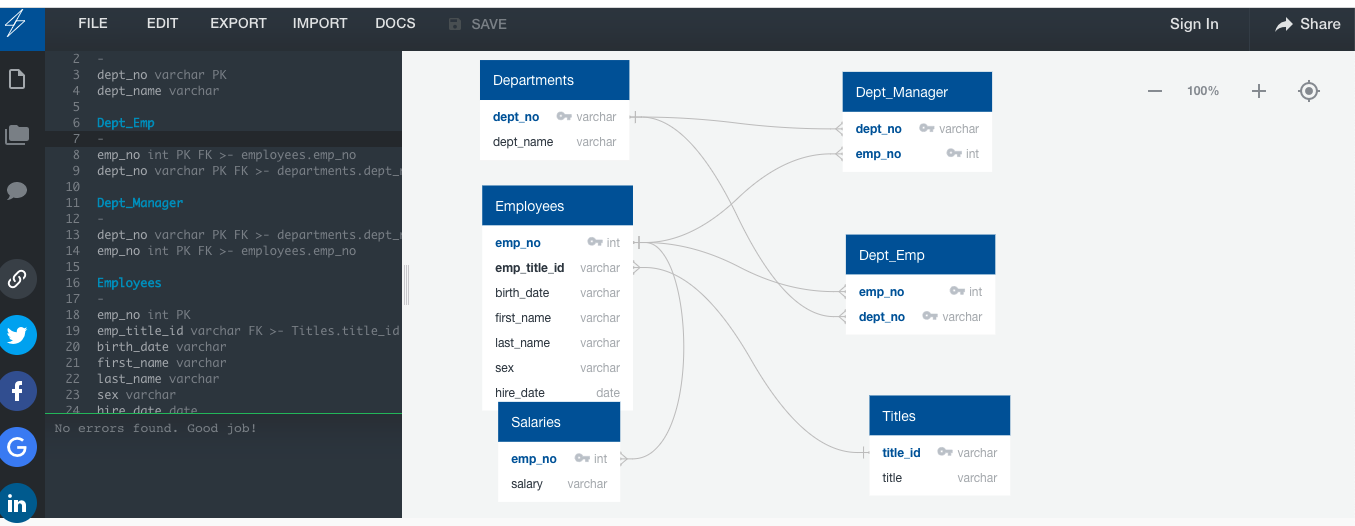 FILE EDIT EXPORT IMPORT DOCS SAVE Sign In Share
2 -
3 dept_no varchar PK
4 dept_name varchar
5
6 Dept_Emp
7 -
8 emp_no int PK FK >- employees.emp_no
9 dept_no varchar PK FK >- departments.dept_
10
11 Dept_Manager
12 -
13 dept_no varchar PK FK >- departments.dept_
14 emp_no int PK FK >- employees.emp_no
15
16 Employees
17 -
18 emp_no int PK
19 emp_title_id varchar FK >- Titles.title_id
20 birth_date varchar
21 first_name varchar
22 last_name varchar
23 sex varchar
24 hire_date date
No errors found. Good job!
Departments
dept_no varchar
dept_name varchar
Employees
emp_no int
emp_title_id varchar
birth_date varchar
first_name varchar
last_name varchar
sex varchar
hire_date date
Salaries
emp_no int
salary varchar
Dept_Manager
dept_no varchar
emp_no int
Dept_Emp
emp_no int
dept_no varchar
Titles
title_id varchar
title varchar
100%
f
G
in